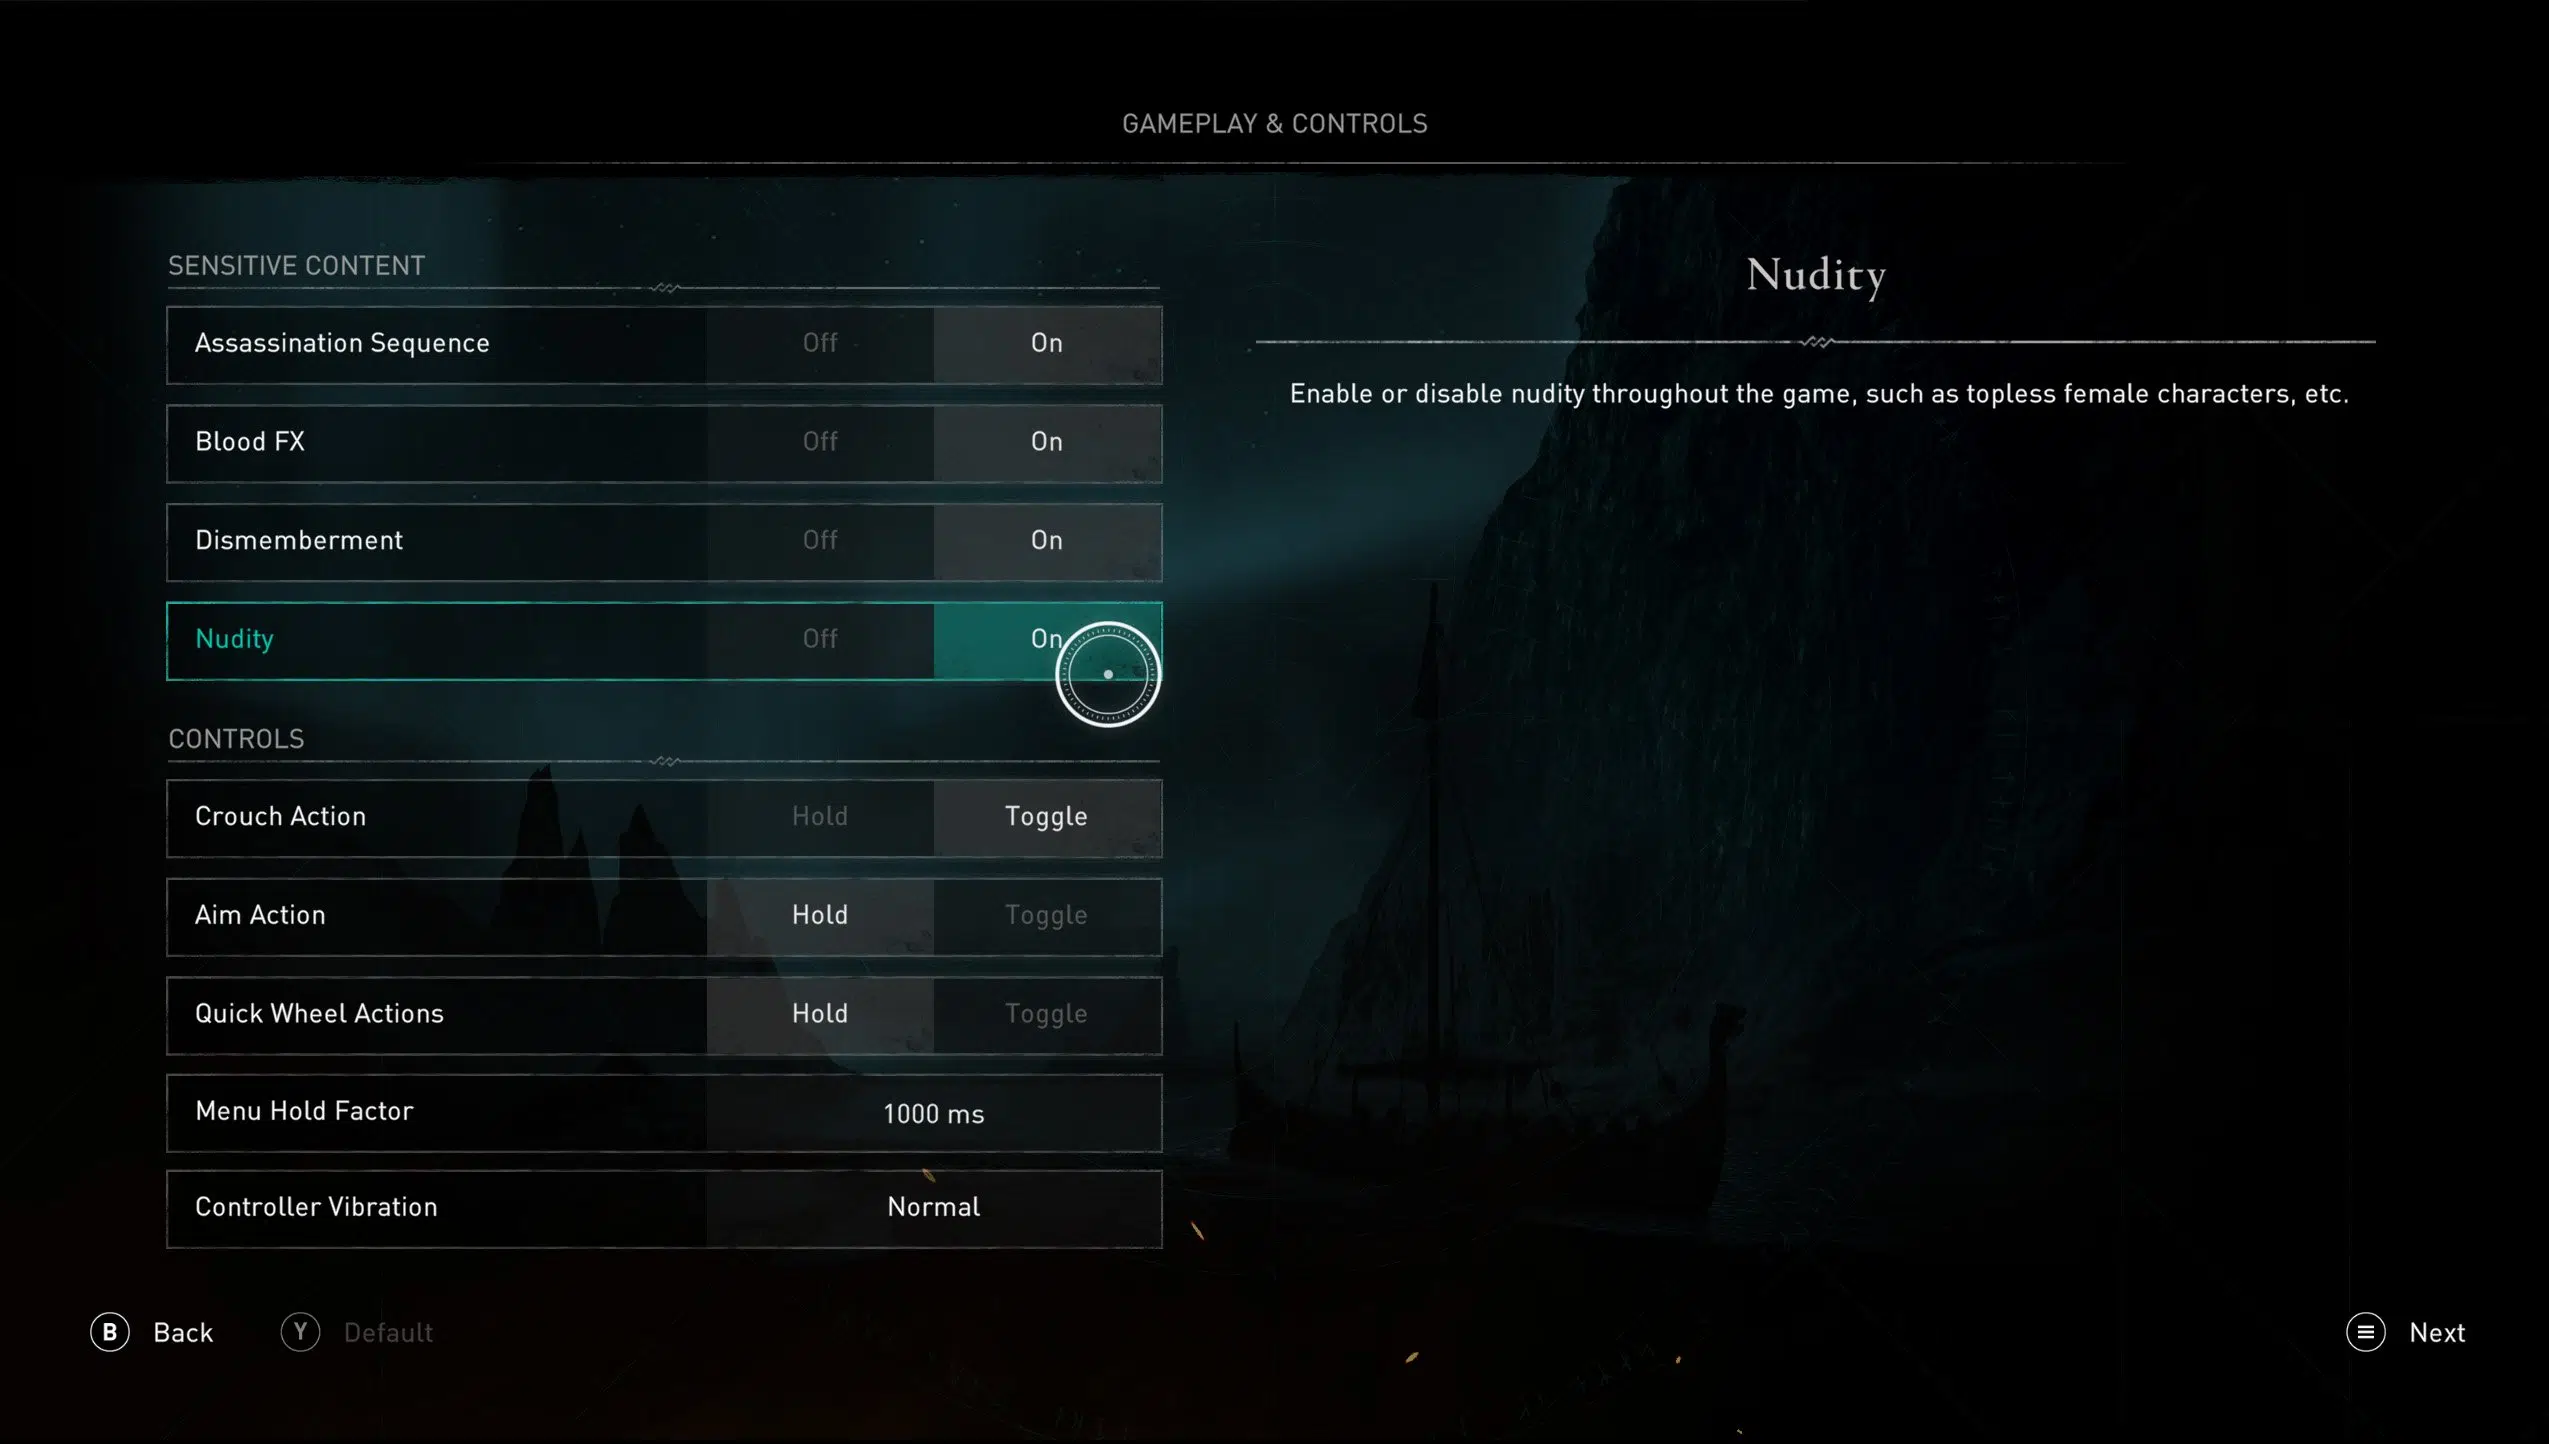 GAMEPLAY & CONTROLS
SENSITIVE CONTENT
Assassination Sequence Off On
Blood FX Off On
Dismemberment Off On
Nudity Off On
CONTROLS
Crouch Action Hold Toggle
Aim Action Hold Toggle
Quick Wheel Actions Hold Toggle
Menu Hold Factor 1000 ms
Controller Vibration Normal
Nudity
Enable or disable nudity throughout the game, such as topless female characters, etc.
B Back Y Default Next